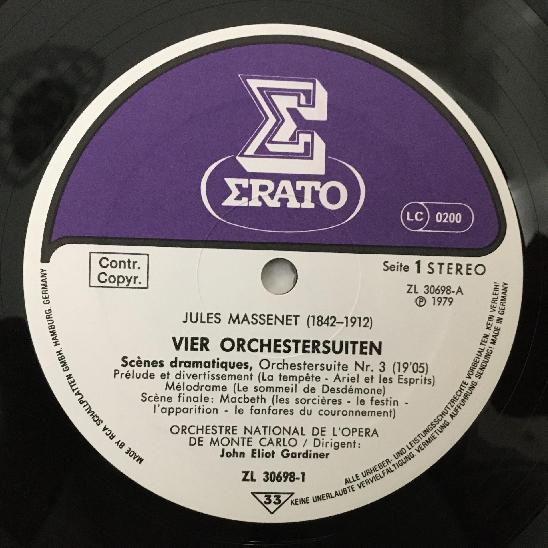 Σ
ΣRATO
LC 0200
Contr.
Copyr.
Seite 1 STEREO
ZL 30698-A
℗ 1979
JULES MASSENET (1842–1912)
VIER ORCHESTERSUITEN
Scènes dramatiques, Orchestersuite Nr. 3 (19'05)
Prélude et divertissement (La tempête - Ariel et les Esprits)
Mélodrame (Le sommeil de Desdémone)
Scène finale: Macbeth (les sorcières - le festin -
l'apparition - le fanfares du couronnement)
ORCHESTRE NATIONAL DE L'OPERA
DE MONTE CARLO / Dirigent:
John Eliot Gardiner
ZL 30698-1
33
MADE BY RCA SCHALLPLATTEN GMBH, HAMBURG, GERMANY
ALLE URHEBER- UND LEISTUNGSSCHUTZRECHTE VORBEHALTEN. KEIN VERLEIH!
KEINE UNERLAUBTE VERVIELFÄLTIGUNG, VERMIETUNG, AUFFÜHRUNG, SENDUNG! MADE IN GERMANY